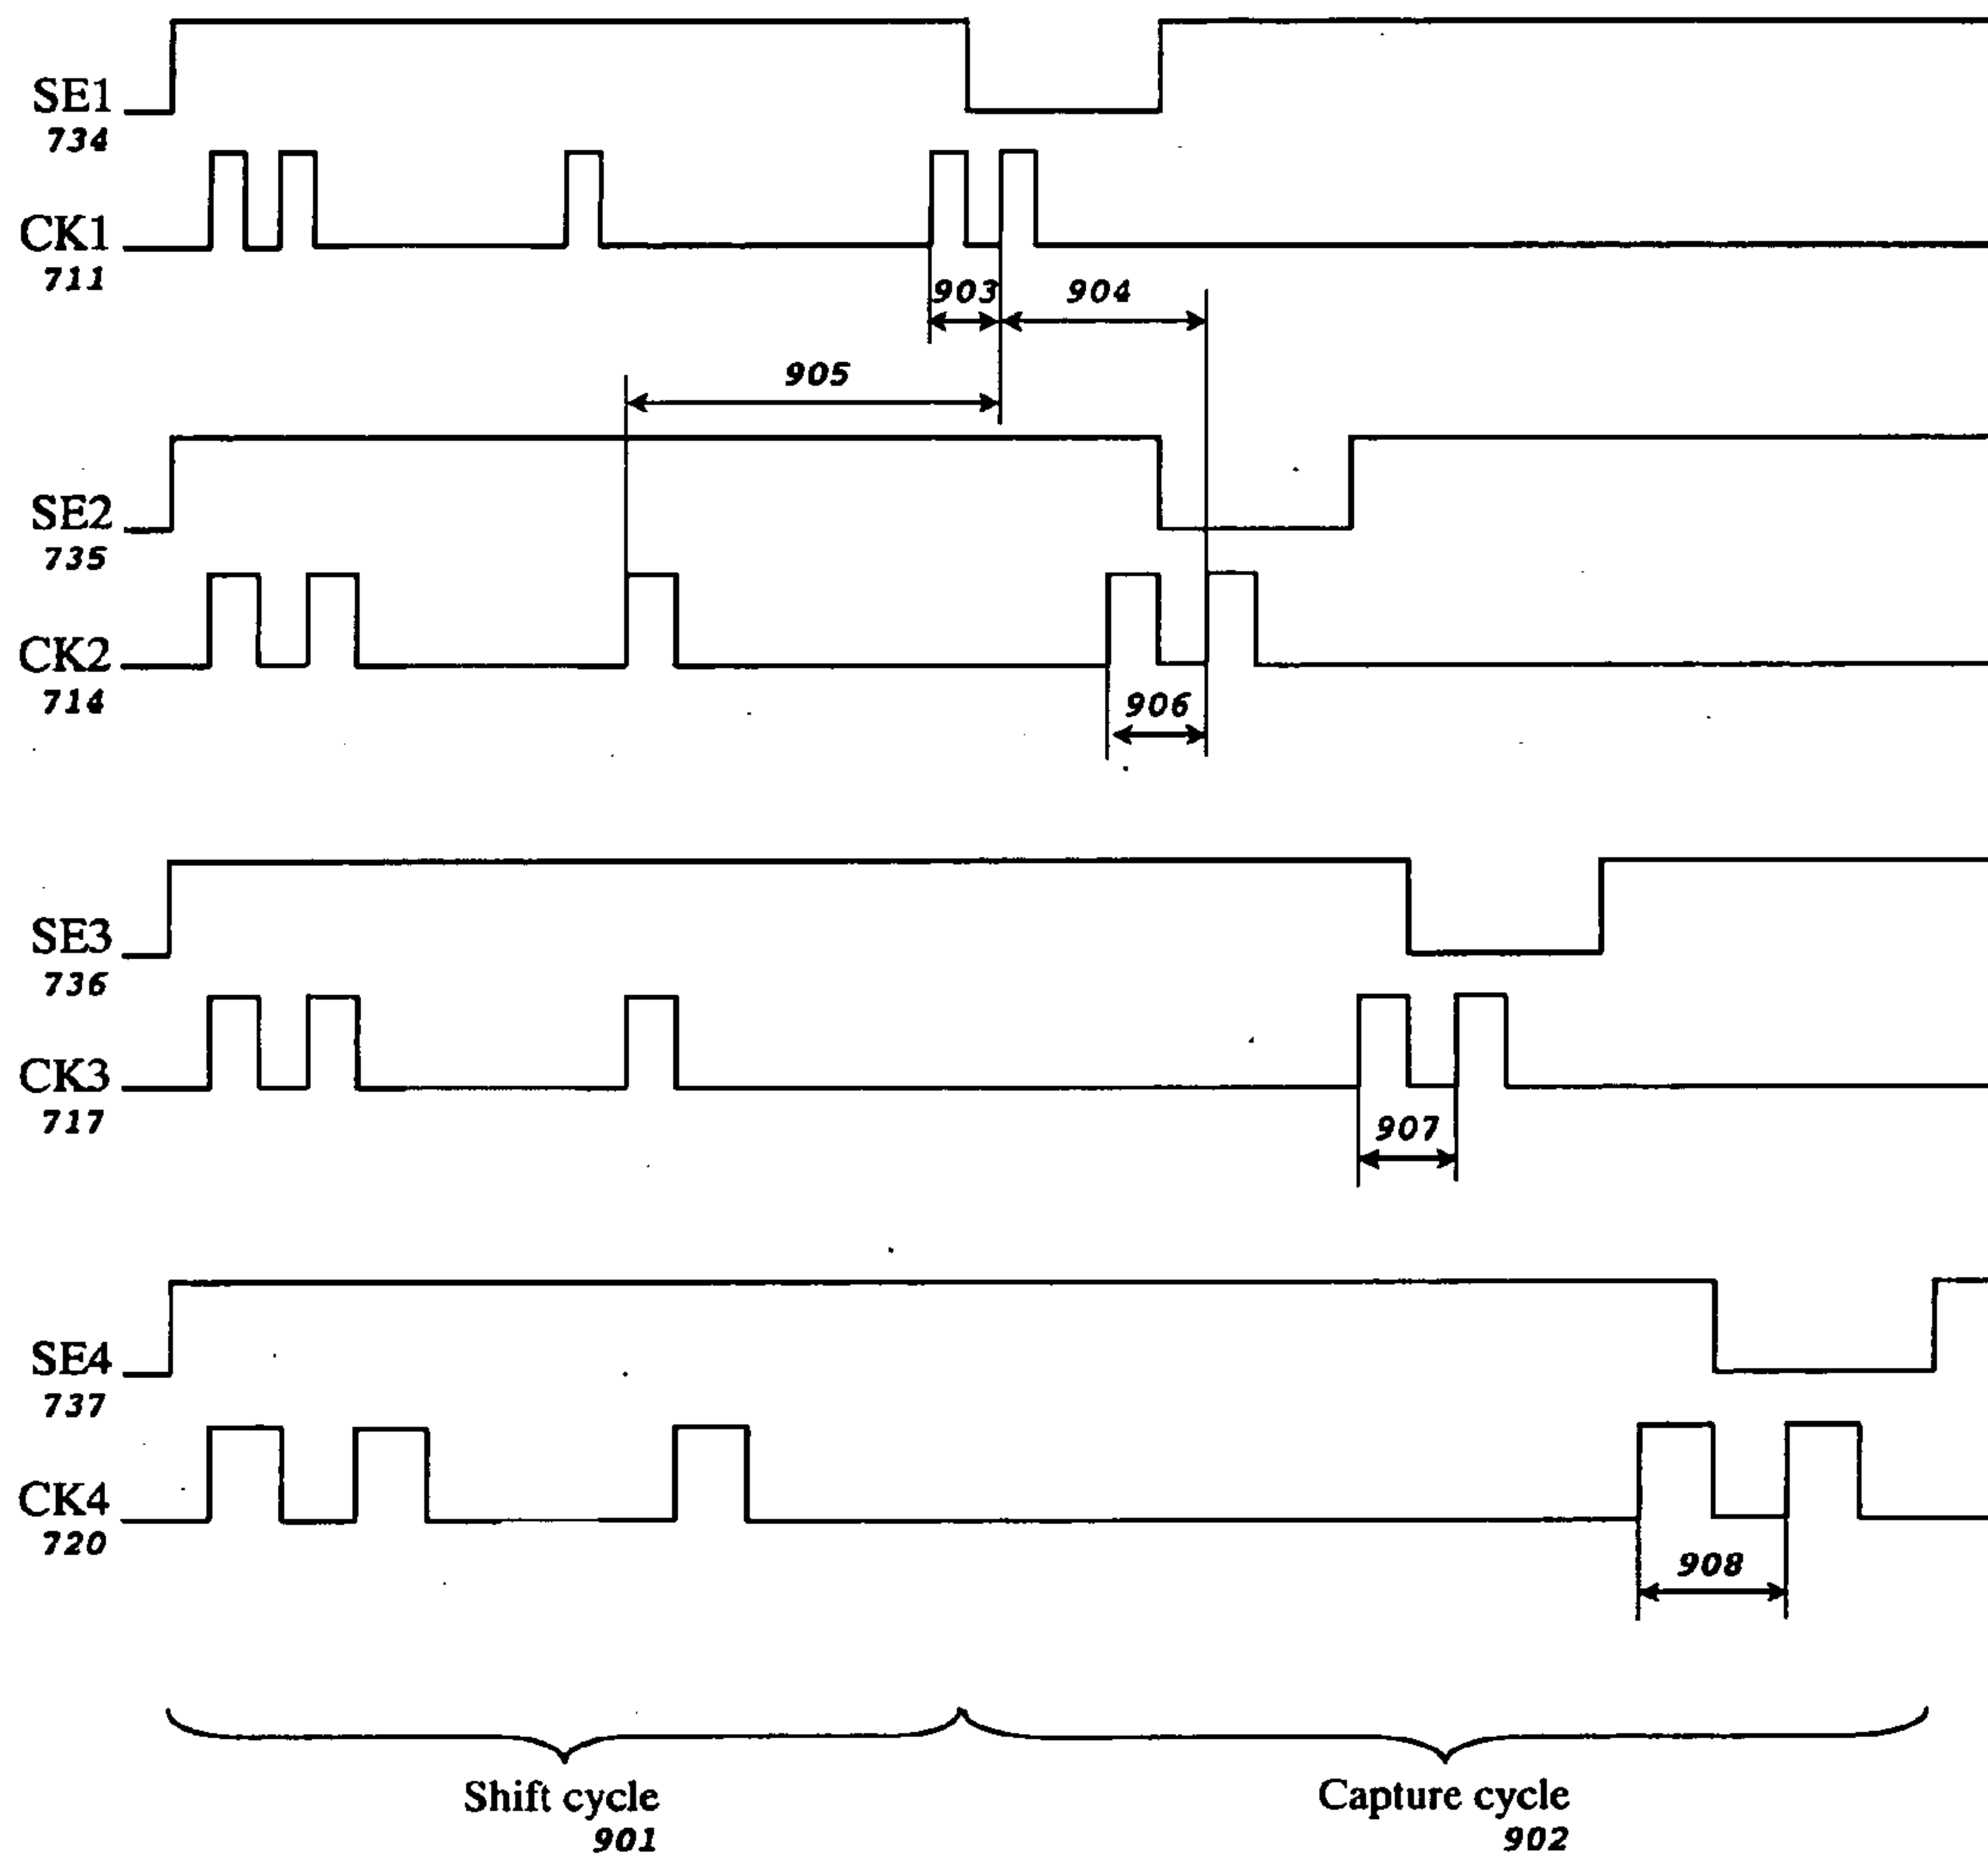 SE1
734
CK1
711
903
904
905
SE2
735
CK2
714
906
SE3
736
CK3
717
907
SE4
737
CK4
720
908
Shift cycle
901
Capture cycle
902